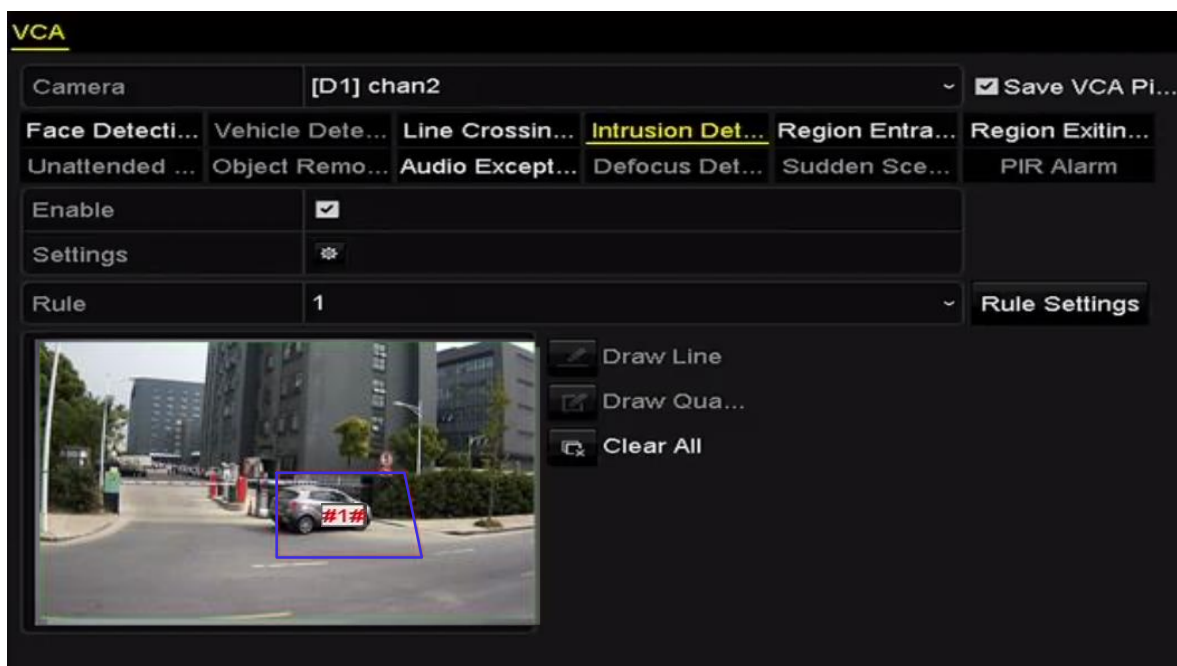 VCA
Camera [D1] chan2 Save VCA Pi...
Face Detecti... Vehicle Dete... Line Crossin... Intrusion Det... Region Entra... Region Exitin...
Unattended ... Object Remo... Audio Except... Defocus Det... Sudden Sce... PIR Alarm
Enable
Settings
Rule 1 Rule Settings
Draw Line
Draw Qua...
Clear All
#1#